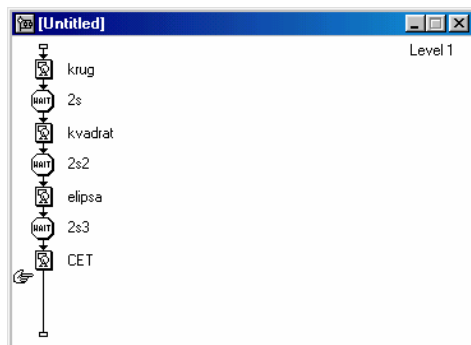 [Untitled]
Level 1
krug
WAIT 2s
kvadrat
WAIT 2s2
elipsa
WAIT 2s3
CET